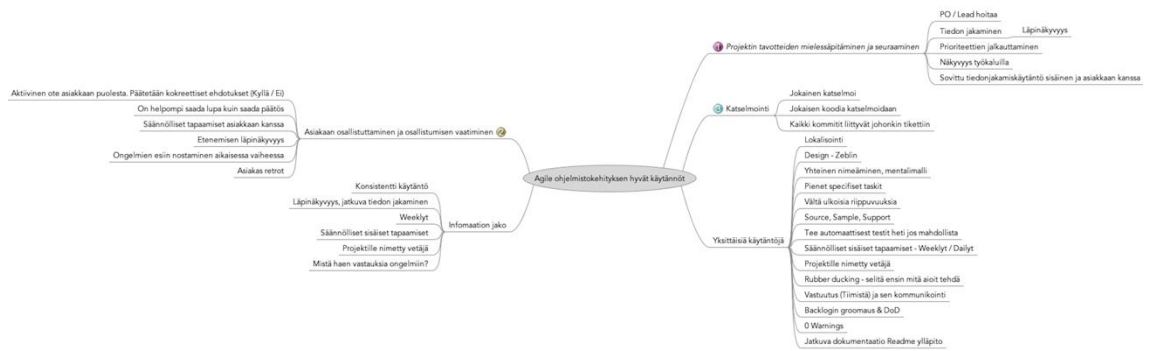 Agile ohjelmistokehityksen hyvät käytännöt
Projektin tavotteiden mielessäpitäminen ja seuraaminen
PO / Lead hoitaa
Tiedon jakaminen
Läpinäkyvyys
Prioriteettien jalkauttaminen
Näkyvyys työkaluilla
Sovittu tiedonjakamiskäytäntö sisäinen ja asiakkaan kanssa
Katselmointi
Jokainen katselmoi
Jokaisen koodia katselmoidaan
Kaikki kommitit liittyvät johonkin tikettiin
Yksittäisiä käytäntöjä
Lokalisointi
Design - Zeblin
Yhteinen nimeäminen, mentalimalli
Pienet specifiset taskit
Vältä ulkoisia riippuvuuksia
Source, Sample, Support
Tee automaattisest testit heti jos mahdollista
Säännölliset sisäiset tapaamiset - Weeklyt / Dailyt
Projektille nimetty vetäjä
Rubber ducking - selitä ensin mitä aioit tehdä
Vastuutus (Tiimistä) ja sen kommunikointi
Backlogin groomaus & DoD
0 Warnings
Jatkuva dokumentaatio Readme ylläpito
Asiakaan osallistuttaminen ja osallistumisen vaatiminen
Aktiivinen ote asiakkaan puolesta. Päätetään kokreettiset ehdotukset (Kyllä / Ei)
On helpompi saada lupa kuin saada päätös
Säännölliset tapaamiset asiakkaan kanssa
Etenemisen läpinäkyvyys
Ongelmien esiin nostaminen aikaisessa vaiheessa
Asiakas retrot
Infomaation jako
Konsistentti käytäntö
Läpinäkyvyys, jatkuva tiedon jakaminen
Weeklyt
Säännölliset sisäiset tapaamiset
Projektille nimetty vetäjä
Mistä haen vastauksia ongelmiin?